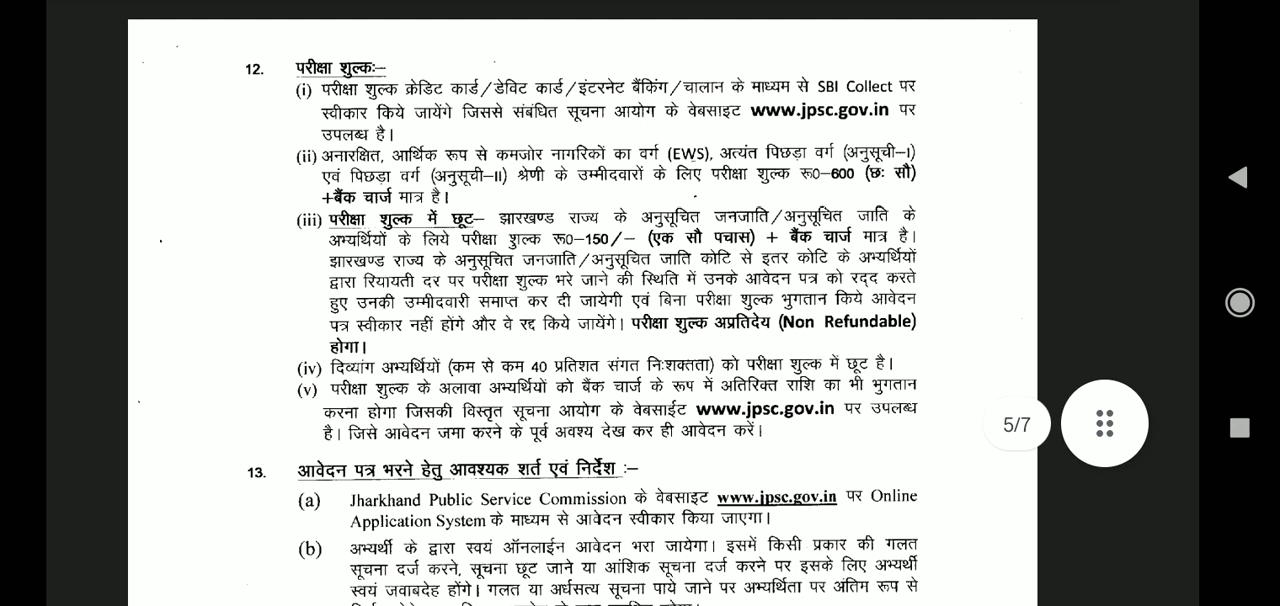 12. परीक्षा शुल्कः–
(i) परीक्षा शुल्क क्रेडिट कार्ड/डेविट कार्ड/इंटरनेट बैंकिंग/चालान के माध्यम से SBI Collect पर
स्वीकार किये जायेंगे जिससे संबंधित सूचना आयोग के वेबसाइट www.jpsc.gov.in पर
उपलब्ध है।
(ii) अनारक्षित, आर्थिक रूप से कमजोर नागरिकों का वर्ग (EWS), अत्यंत पिछड़ा वर्ग (अनुसूची–I)
एवं पिछड़ा वर्ग (अनुसूची–II) श्रेणी के उम्मीदवारों के लिए परीक्षा शुल्क रू0–600 (छः सौ)
+बैंक चार्ज मात्र है।
(iii) परीक्षा शुल्क में छूट– झारखण्ड राज्य के अनुसूचित जनजाति/अनुसूचित जाति के
अभ्यर्थियों के लिये परीक्षा शुल्क रू0–150/– (एक सौ पचास) + बैंक चार्ज मात्र है।
झारखण्ड राज्य के अनुसूचित जनजाति/अनुसूचित जाति कोटि से इतर कोटि के अभ्यर्थियों
द्वारा रियायती दर पर परीक्षा शुल्क भरे जाने की स्थिति में उनके आवेदन पत्र को रद्द करते
हुए उनकी उम्मीदवारी समाप्त कर दी जायेगी एवं बिना परीक्षा शुल्क भुगतान किये आवेदन
पत्र स्वीकार नहीं होंगे और वे रद्द किये जायेंगे। परीक्षा शुल्क अप्रतिदेय (Non Refundable)
होगा।
(iv) दिव्यांग अभ्यर्थियों (कम से कम 40 प्रतिशत संगत निःशक्तता) को परीक्षा शुल्क में छूट है।
(v) परीक्षा शुल्क के अलावा अभ्यर्थियों को बैंक चार्ज के रूप में अतिरिक्त राशि का भी भुगतान
करना होगा जिसकी विस्तृत सूचना आयोग के वेबसाईट www.jpsc.gov.in पर उपलब्ध
है। जिसे आवेदन जमा करने के पूर्व अवश्य देख कर ही आवेदन करें।
5/7
13. आवेदन पत्र भरने हेतु आवश्यक शर्त एवं निर्देश :–
(a) Jharkhand Public Service Commission के वेबसाइट www.jpsc.gov.in पर Online
Application System के माध्यम से आवेदन स्वीकार किया जाएगा।
(b) अभ्यर्थी के द्वारा स्वयं ऑनलाईन आवेदन भरा जायेगा। इसमें किसी प्रकार की गलत
सूचना दर्ज करने, सूचना छूट जाने या आंशिक सूचना दर्ज करने पर इसके लिए अभ्यर्थी
स्वयं जवाबदेह होंगे। गलत या अर्धसत्य सूचना पाये जाने पर अभ्यर्थिता पर अंतिम रूप से